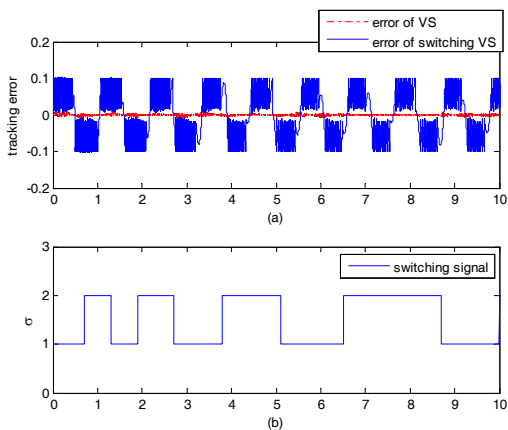 error of VS
error of switching VS
0.2
0.1
0
-0.1
-0.2
tracking error
0 1 2 3 4 5 6 7 8 9 10
(a)
switching signal
3
2
1
0
σ
0 1 2 3 4 5 6 7 8 9 10
(b)